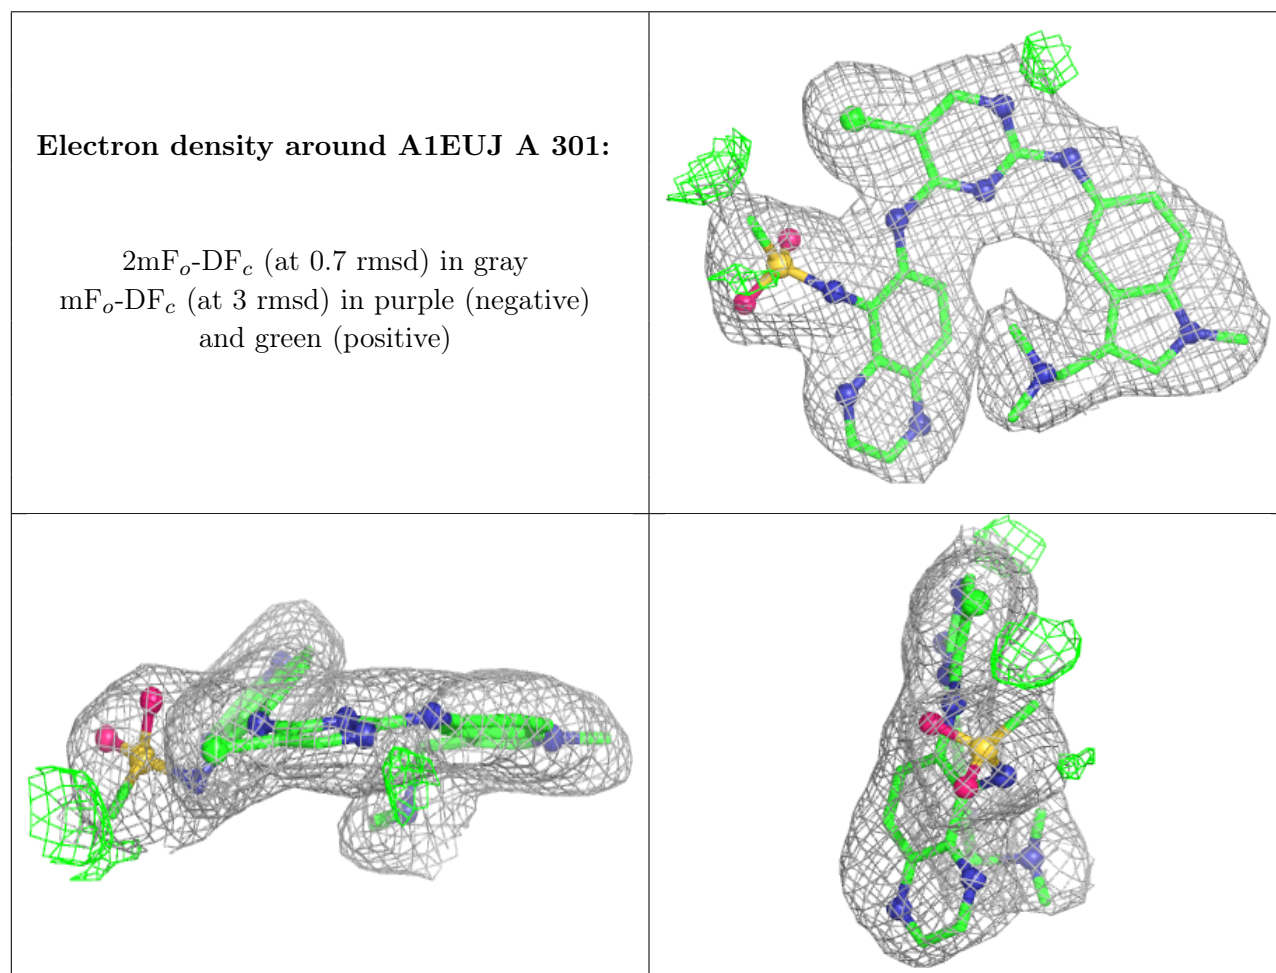 Electron density around A1EUJ A 301:
2mFo-DFc (at 0.7 rmsd) in gray
mFo-DFc (at 3 rmsd) in purple (negative)
and green (positive)